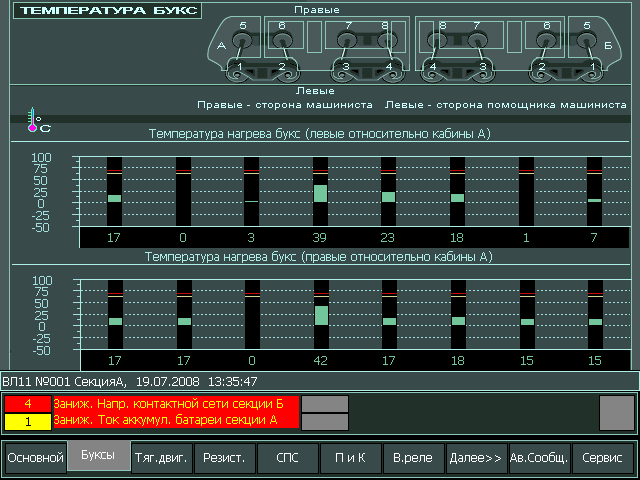 ТЕМПЕРАТУРА БУКС
Правые
5 6 7 8 8 7 6 5
А Б
1 2 3 4 4 3 2 1
Левые
Правые - сторона машиниста Левые - сторона помощника машиниста
°C
Температура нагрева букс (левые относительно кабины А)
100
75
50
25
0
-25
-50
17 0 3 39 23 18 1 7
Температура нагрева букс (правые относительно кабины А)
100
75
50
25
0
-25
-50
17 17 0 42 17 18 15 15
ВЛ11 №001 СекцияА, 19.07.2008 13:35:47
4 Заниж. Напр. контактной сети секции Б
1 Заниж. Ток аккумул. батареи секции А
Основной Буксы Тяг.двиг. Резист. СПС П и К В.реле Далее>> Ав.Сообщ. Сервис